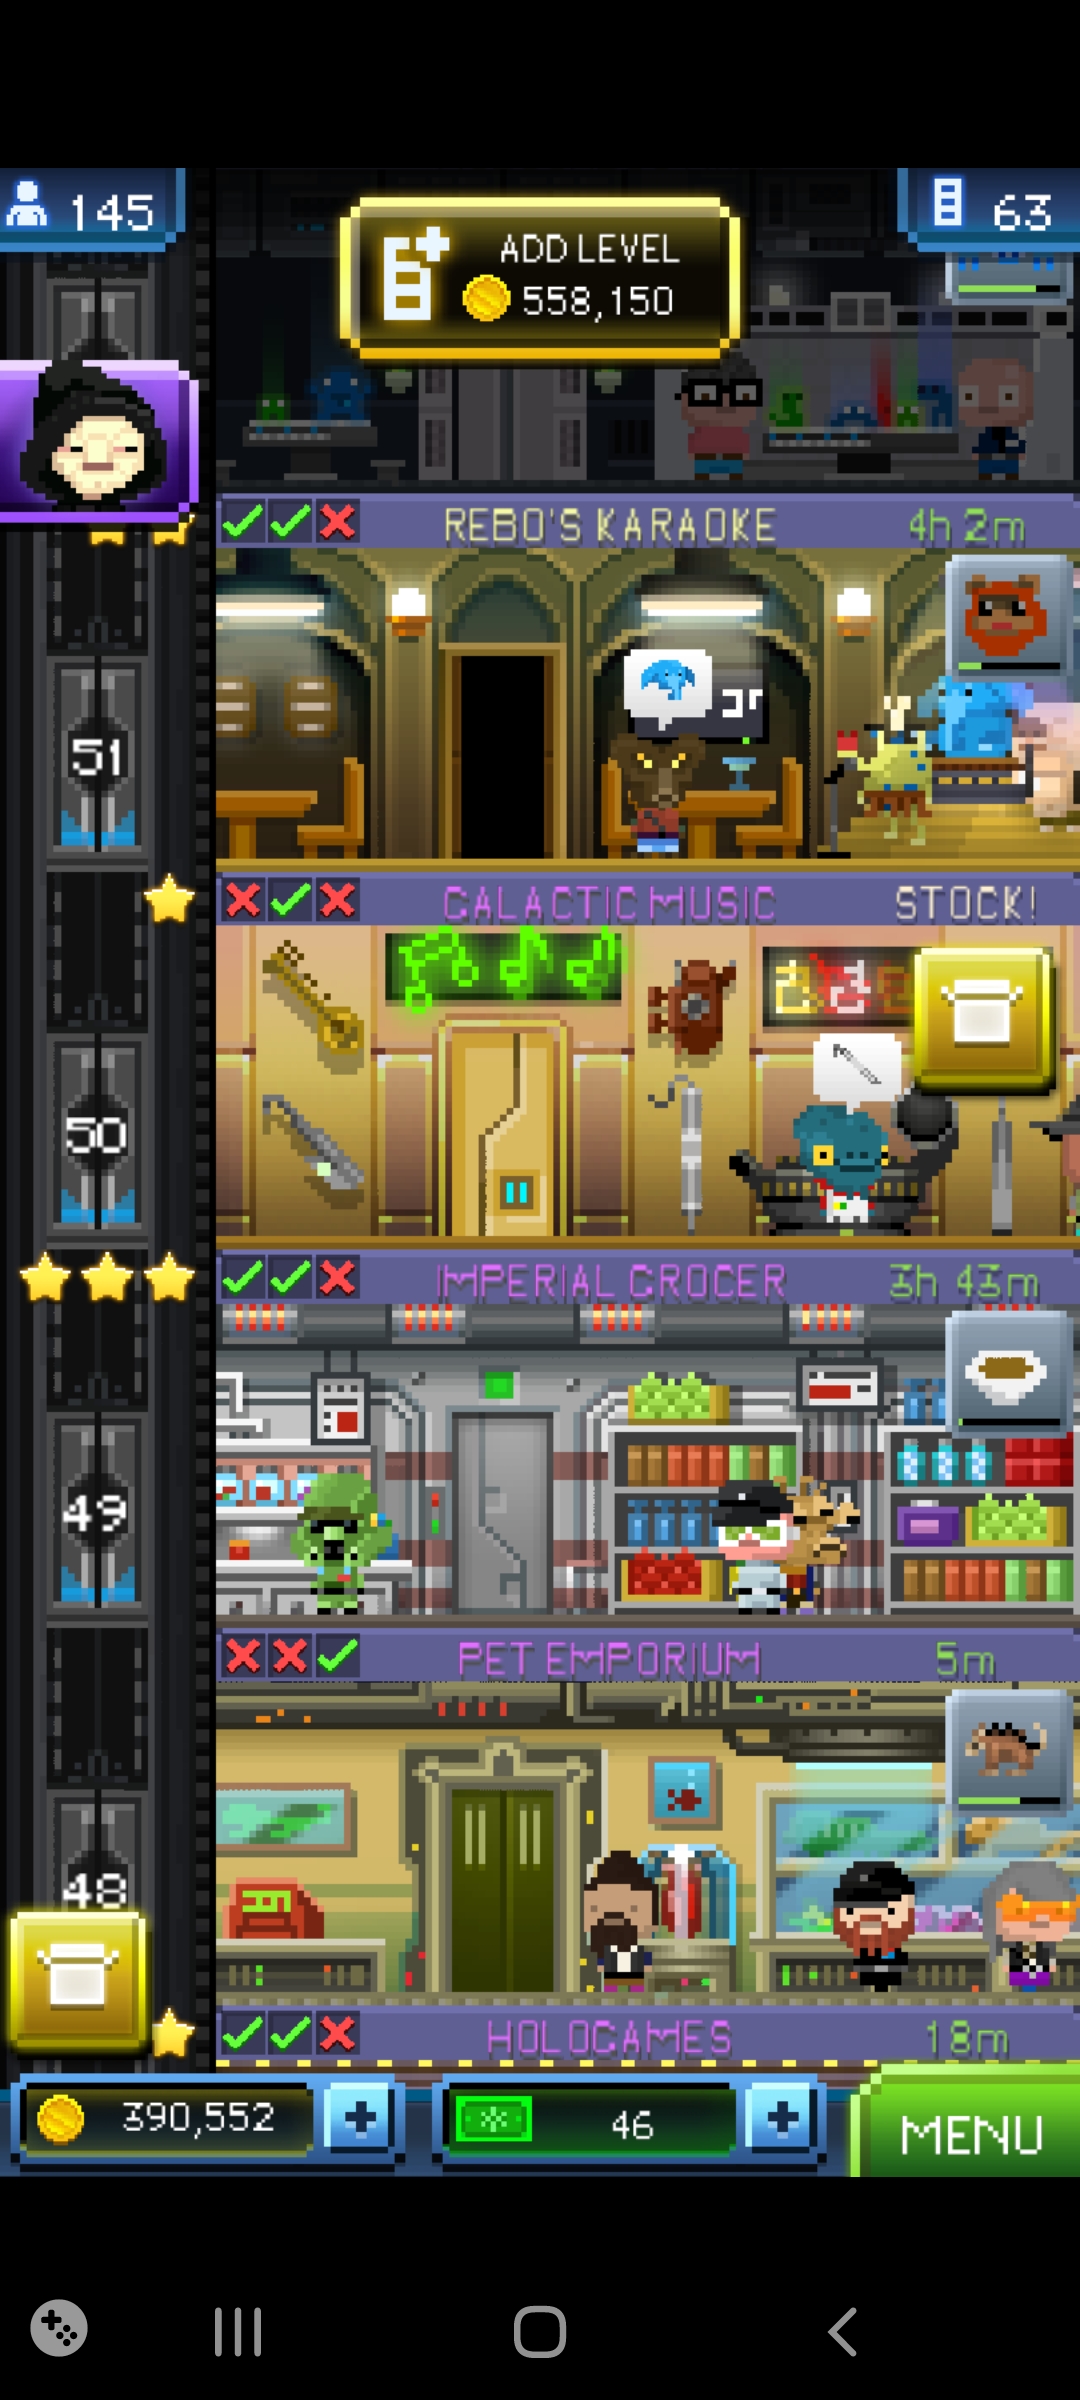 145
ADD LEVEL
558,150
63
REBO'S KARAOKE 4h 2m
51
GALACTIC MUSIC STOCK!
50
IMPERIAL GROCER 3h 43m
49
PET EMPORIUM 5m
48
HOLOGAMES 18m
390,552
46
MENU